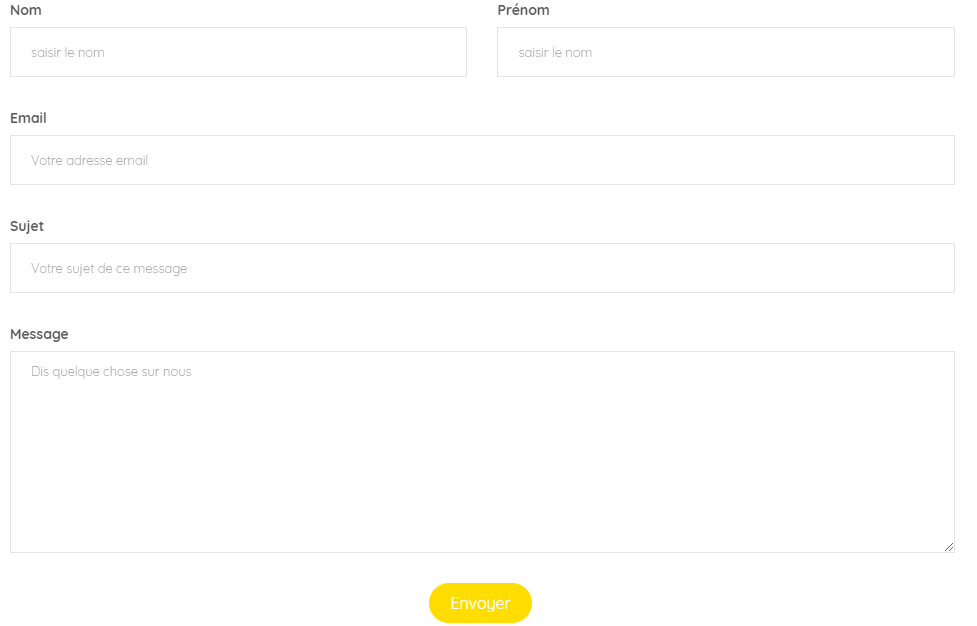 Nom
Prénom
saisir le nom
saisir le nom
Email
Votre adresse email
Sujet
Votre sujet de ce message
Message
Dis quelque chose sur nous
Envoyer